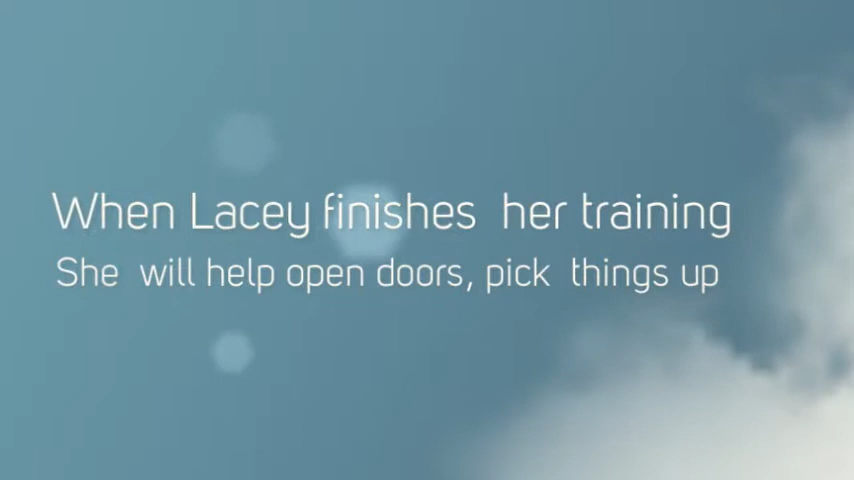 When Lacey finishes her training
She will help open doors, pick things up